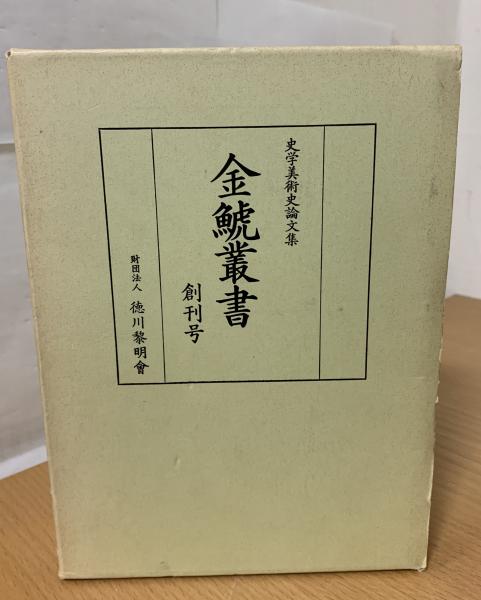 史学美術史論文集
金鯱叢書
創刊号
財団法人 徳川黎明會